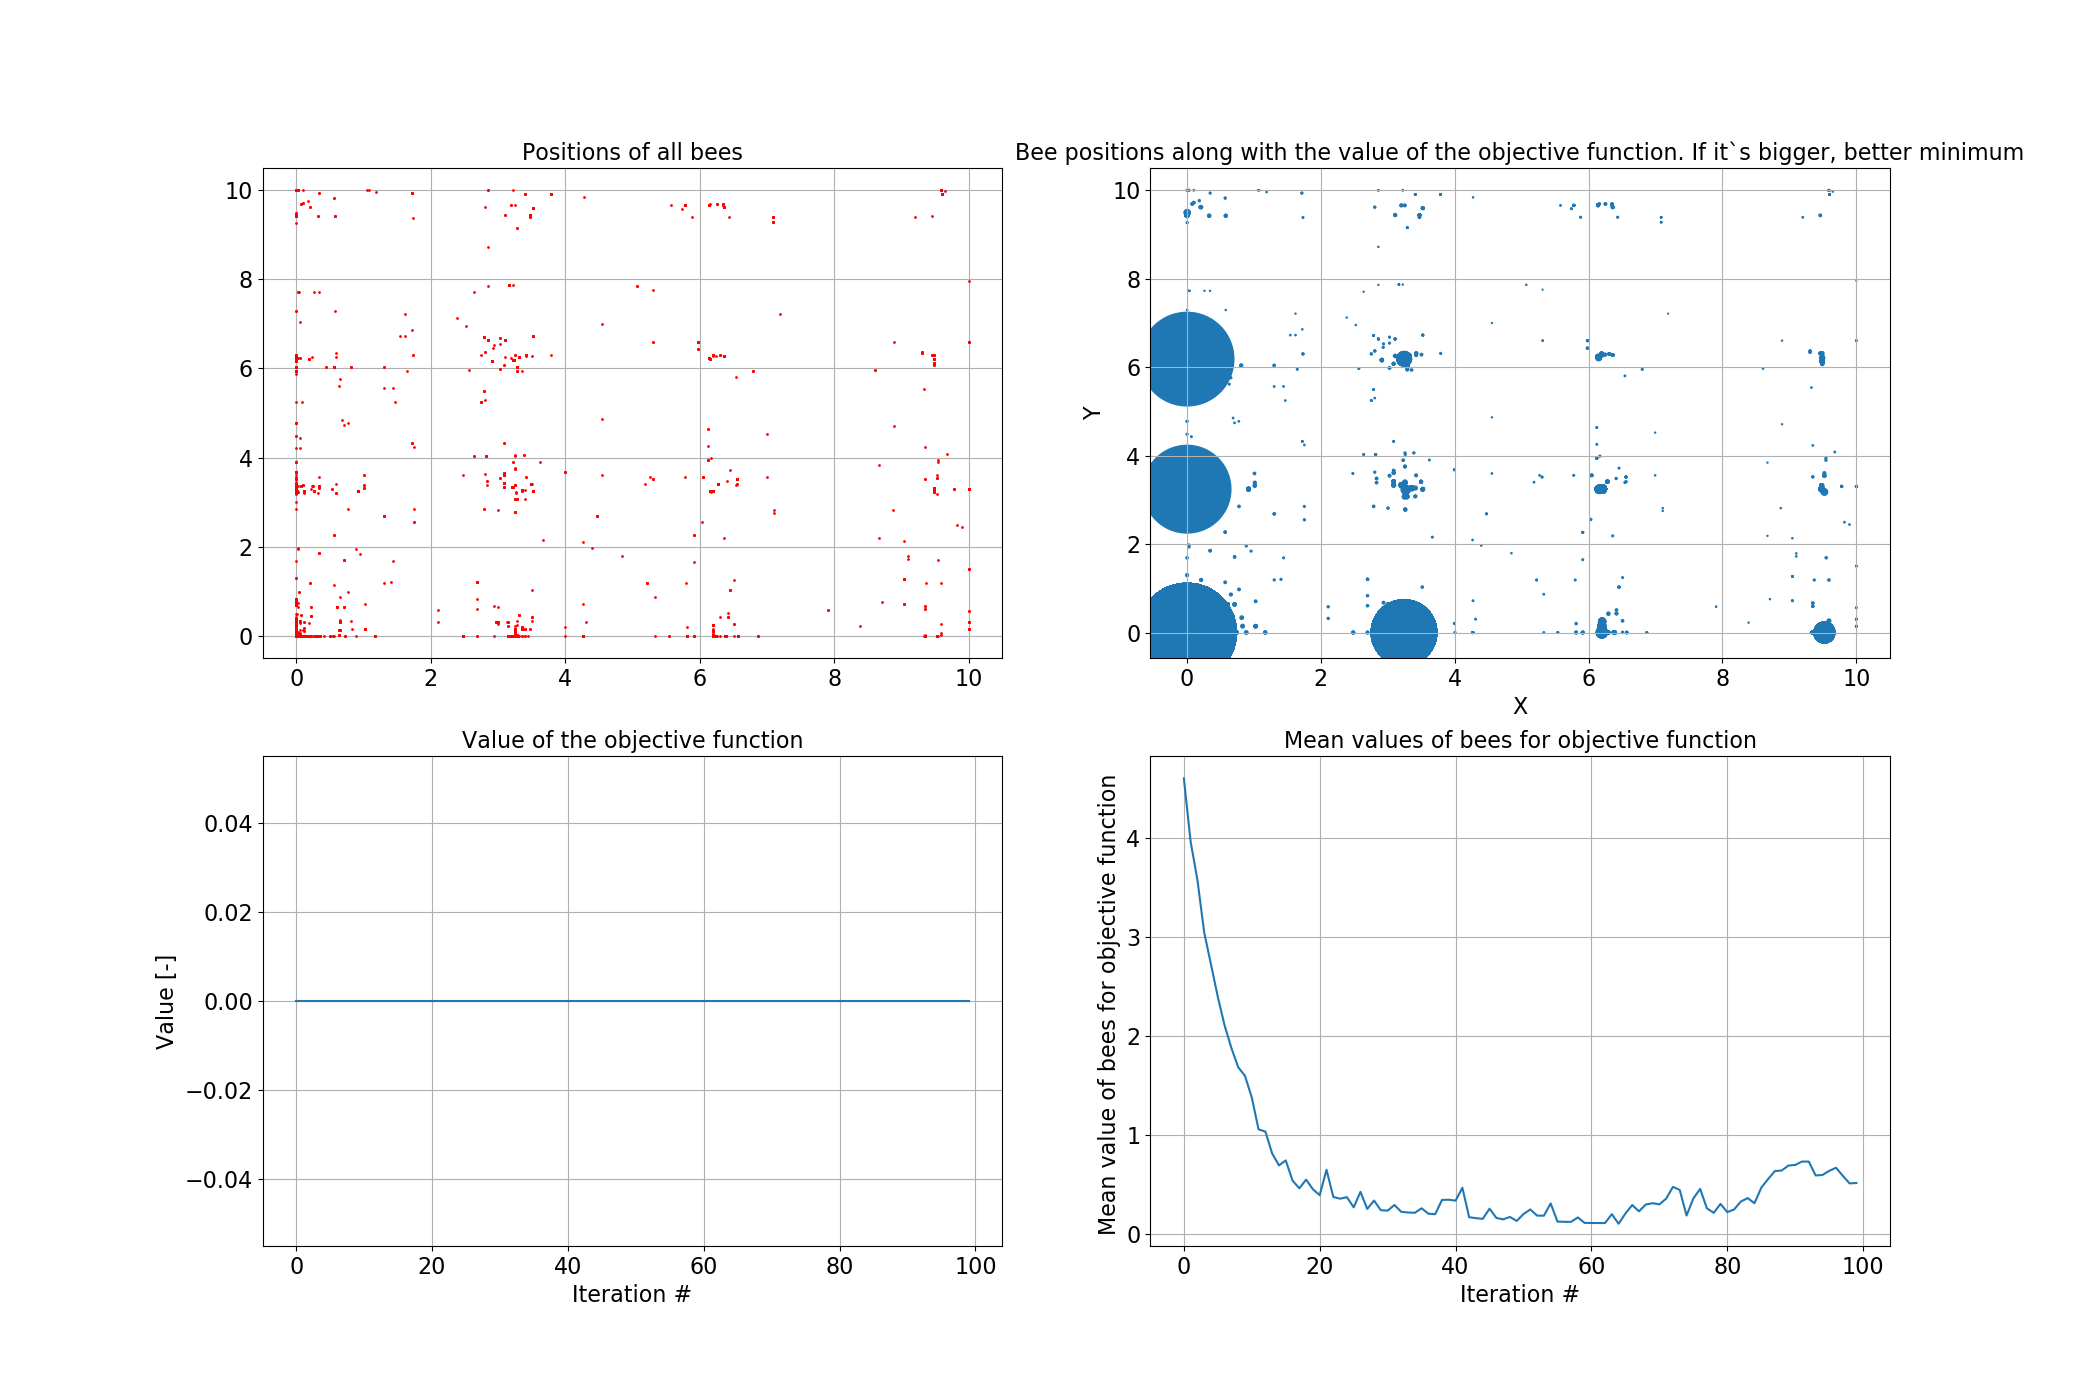 Positions of all bees
10
8
6
4
2
0
0 2 4 6 8 10
Bee positions along with the value of the objective function. If it`s bigger, better minimum
Y
10
8
6
4
2
0
0 2 4 6 8 10
X
Value of the objective function
Value [-]
0.04
0.02
0.00
−0.02
−0.04
0 20 40 60 80 100
Iteration #
Mean values of bees for objective function
Mean value of bees for objective function
4
3
2
1
0
0 20 40 60 80 100
Iteration #